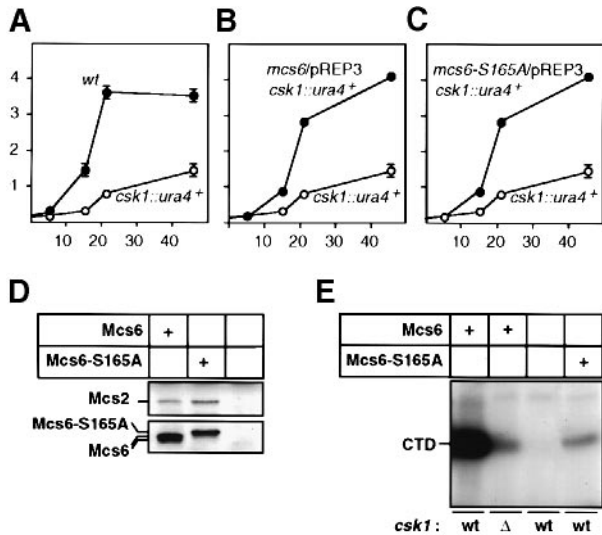 A
B
C
4
3
2
1
wt
csk1::ura4+
10 20 30 40
mcs6/pREP3
csk1::ura4+
csk1::ura4+
10 20 30 40
mcs6-S165A/pREP3
csk1::ura4+
csk1::ura4+
10 20 30 40
D
Mcs6 +
Mcs6-S165A +
Mcs2
Mcs6-S165A
Mcs6
E
Mcs6 + +
Mcs6-S165A +
CTD
csk1: wt Δ wt wt